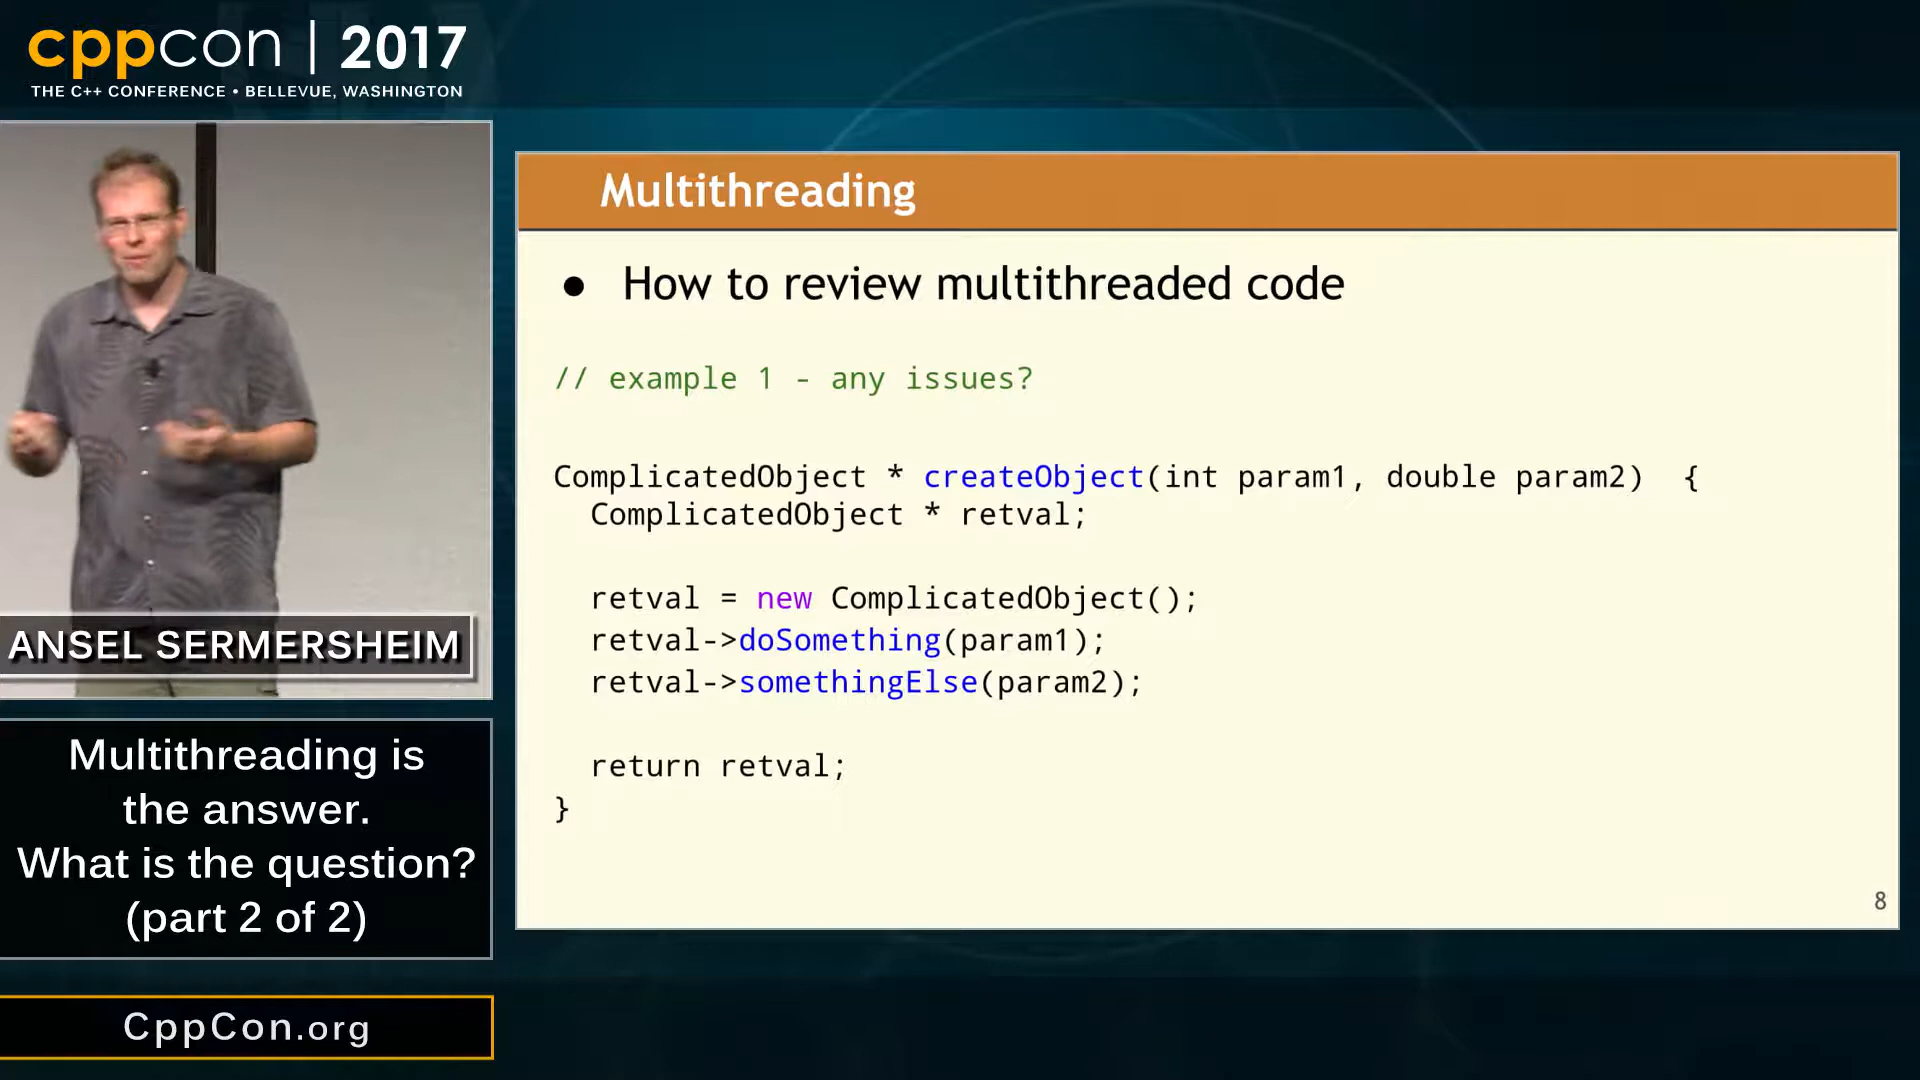 cppcon | 2017
THE C++ CONFERENCE • BELLEVUE, WASHINGTON
ANSEL SERMERSHEIM
Multithreading is
the answer.
What is the question?
(part 2 of 2)
CppCon.org
Multithreading
● How to review multithreaded code
// example 1 - any issues?
ComplicatedObject * createObject(int param1, double param2)  {
  ComplicatedObject * retval;
  retval = new ComplicatedObject();
  retval->doSomething(param1);
  retval->somethingElse(param2);
  return retval;
}
8